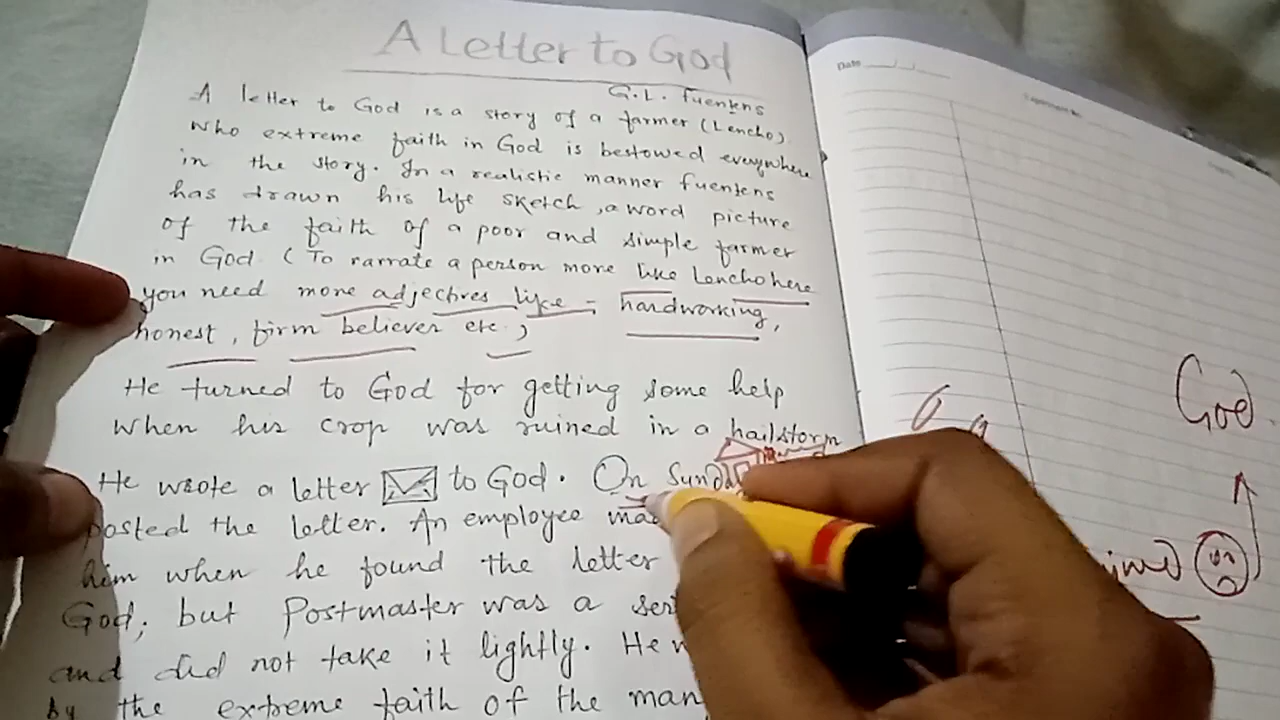 A Letter to God
G.L. Fuentens
A letter to God is a story of a farmer (Lencho)
Who extreme faith in God is bestowed everywhere
in the story. In a realistic manner fuentens
has drawn his life sketch, a word picture
of the faith of a poor and simple farmer
in God (To narrate a person more like Lencho here
you need more adjectives like - hardworking,
honest, firm believer etc.)
He turned to God for getting some help
when his crop was ruined in a hailstorm
He wrote a letter to God. On Sunda
posted the letter. An employee
him when he found the letter
God, but Postmaster was a
and did not take it lightly. He
by the extreme faith of the man,
Date
God